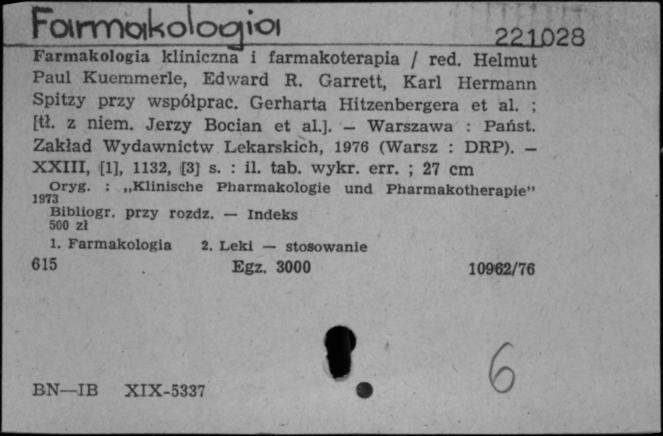 Farmakologia
221028
Farmakologia kliniczna i farmakoterapia / red. Helmut
Paul Kuemmerle, Edward R. Garrett, Karl Hermann
Spitzy przy współprac. Gerharta Hitzenbergera et al. ;
[tł. z niem. Jerzy Bocian et al.]. — Warszawa : Państ.
Zakład Wydawnictw Lekarskich, 1976 (Warsz : DRP). —
XXIII, [1], 1132, [3] s. : il. tab. wykr. err. ; 27 cm
Oryg. : „Klinische Pharmakologie und Pharmakotherapie”
1973
Bibliogr. przy rozdz. — Indeks
500 zł
1. Farmakologia 2. Leki — stosowanie
615 Egz. 3000 10962/76
6
BN—IB XIX-5337